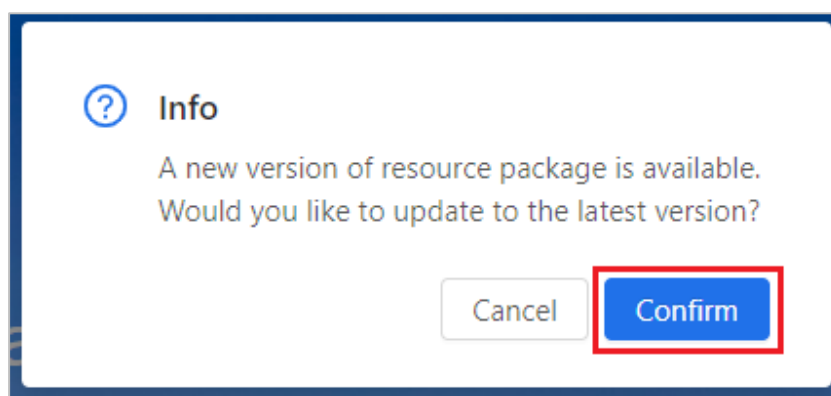 Info
A new version of resource package is available.
Would you like to update to the latest version?
Cancel
Confirm